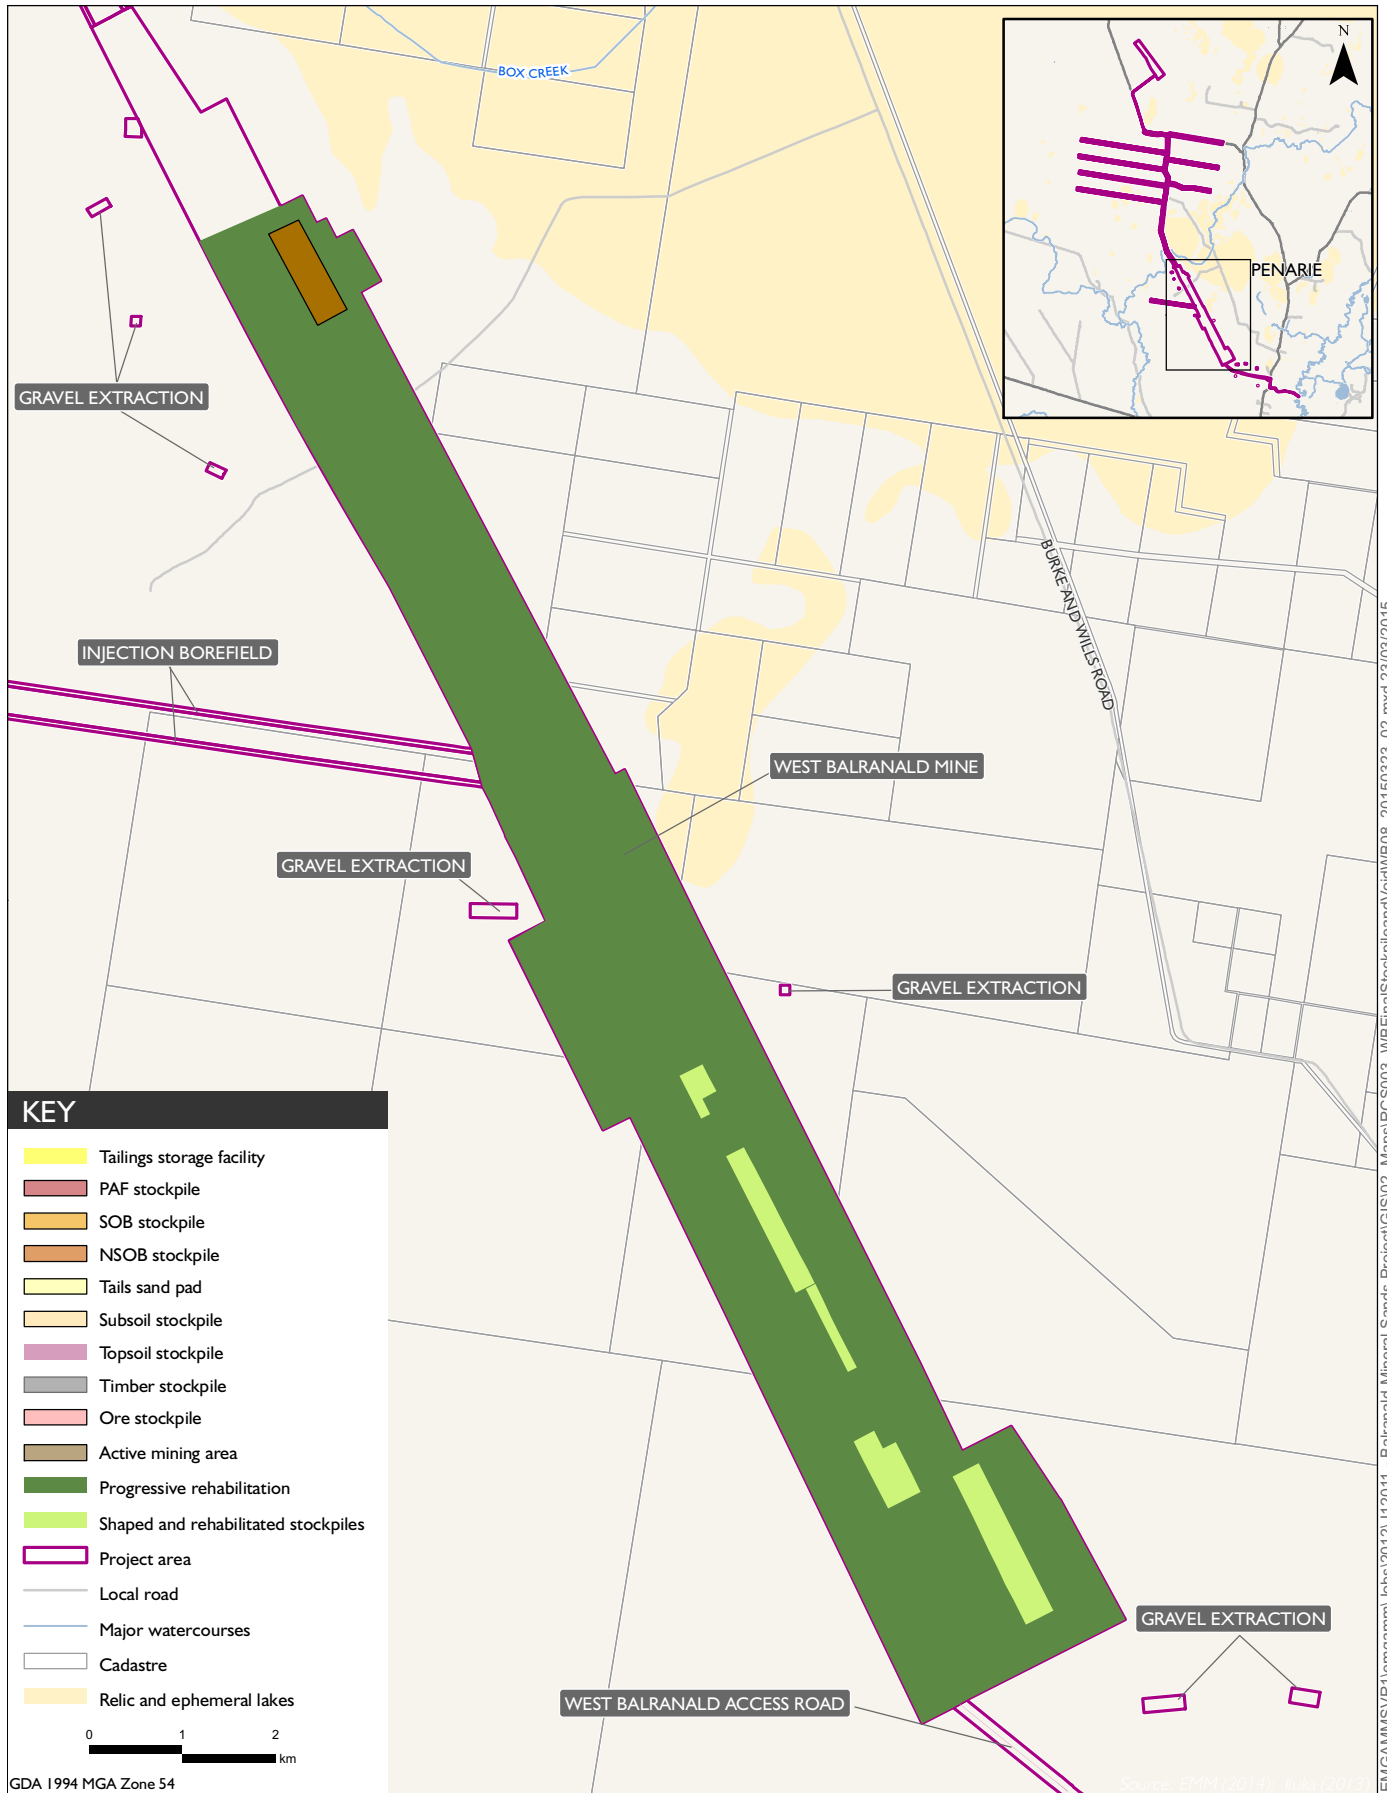 BOX CREEK
N
PENARIE
GRAVEL EXTRACTION
BURKE AND WILLS ROAD
INJECTION BOREFIELD
WEST BALRANALD MINE
GRAVEL EXTRACTION
GRAVEL EXTRACTION
KEY
Tailings storage facility
PAF stockpile
SOB stockpile
NSOB stockpile
Tails sand pad
Subsoil stockpile
Topsoil stockpile
Timber stockpile
Ore stockpile
Active mining area
Progressive rehabilitation
Shaped and rehabilitated stockpiles
Project area
Local road
Major watercourses
Cadastre
Relic and ephemeral lakes
0 1 2
km
GDA 1994 MGA Zone 54
GRAVEL EXTRACTION
WEST BALRANALD ACCESS ROAD